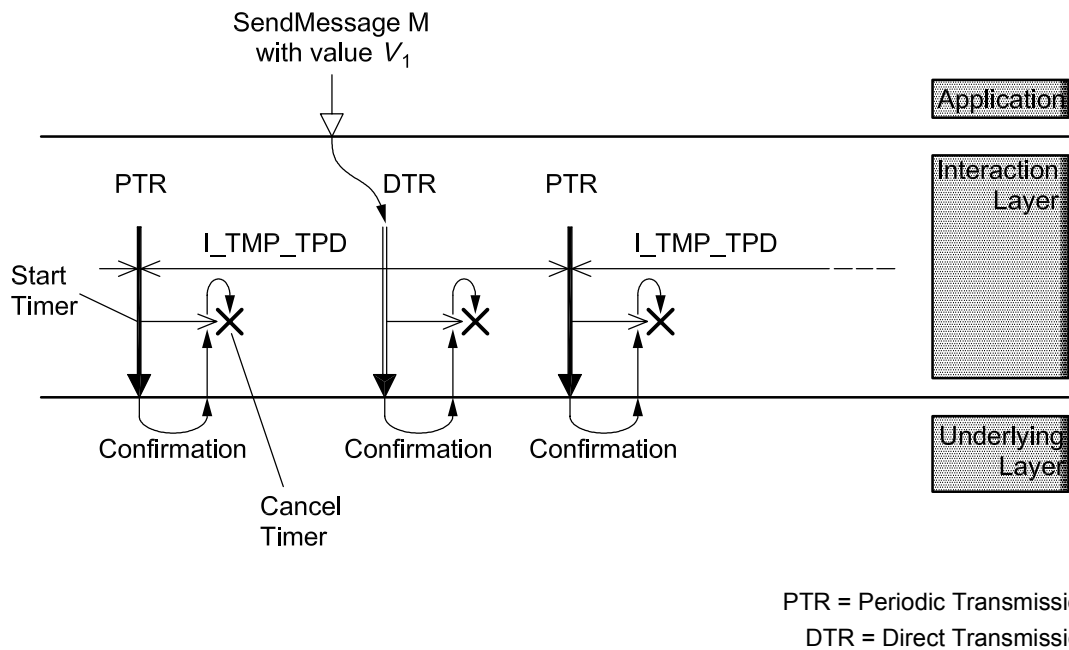 SendMessage M
with value V1
Application
PTR
DTR
PTR
Interaction
Layer
I_TMP_TPD
I_TMP_TPD
Start
Timer
Confirmation
Confirmation
Confirmation
Underlying
Layer
Cancel
Timer
PTR = Periodic Transmissi
DTR = Direct Transmissi